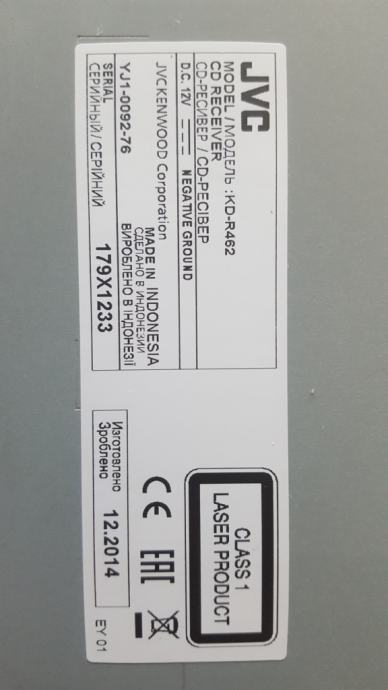 JVC
MODEL / МОДЕЛЬ : KD-R462
CD RECEIVER
CD-РЕСИВЕР / CD-РЕСІВЕР
D.C. 12V NEGATIVE GROUND
JVCKENWOOD Corporation
MADE IN INDONESIA
СДЕЛАНО В ИНДОНЕЗИИ
ВИРОБЛЕНО В ІНДОНЕЗІЇ
YJ1-0092-76
SERIAL
СЕРИЙНЫЙ/ СЕРІЙНИЙ
179X1233
CLASS 1
LASER PRODUCT
CE EAC
Изготовлено
Зроблено
12.2014
EY 01